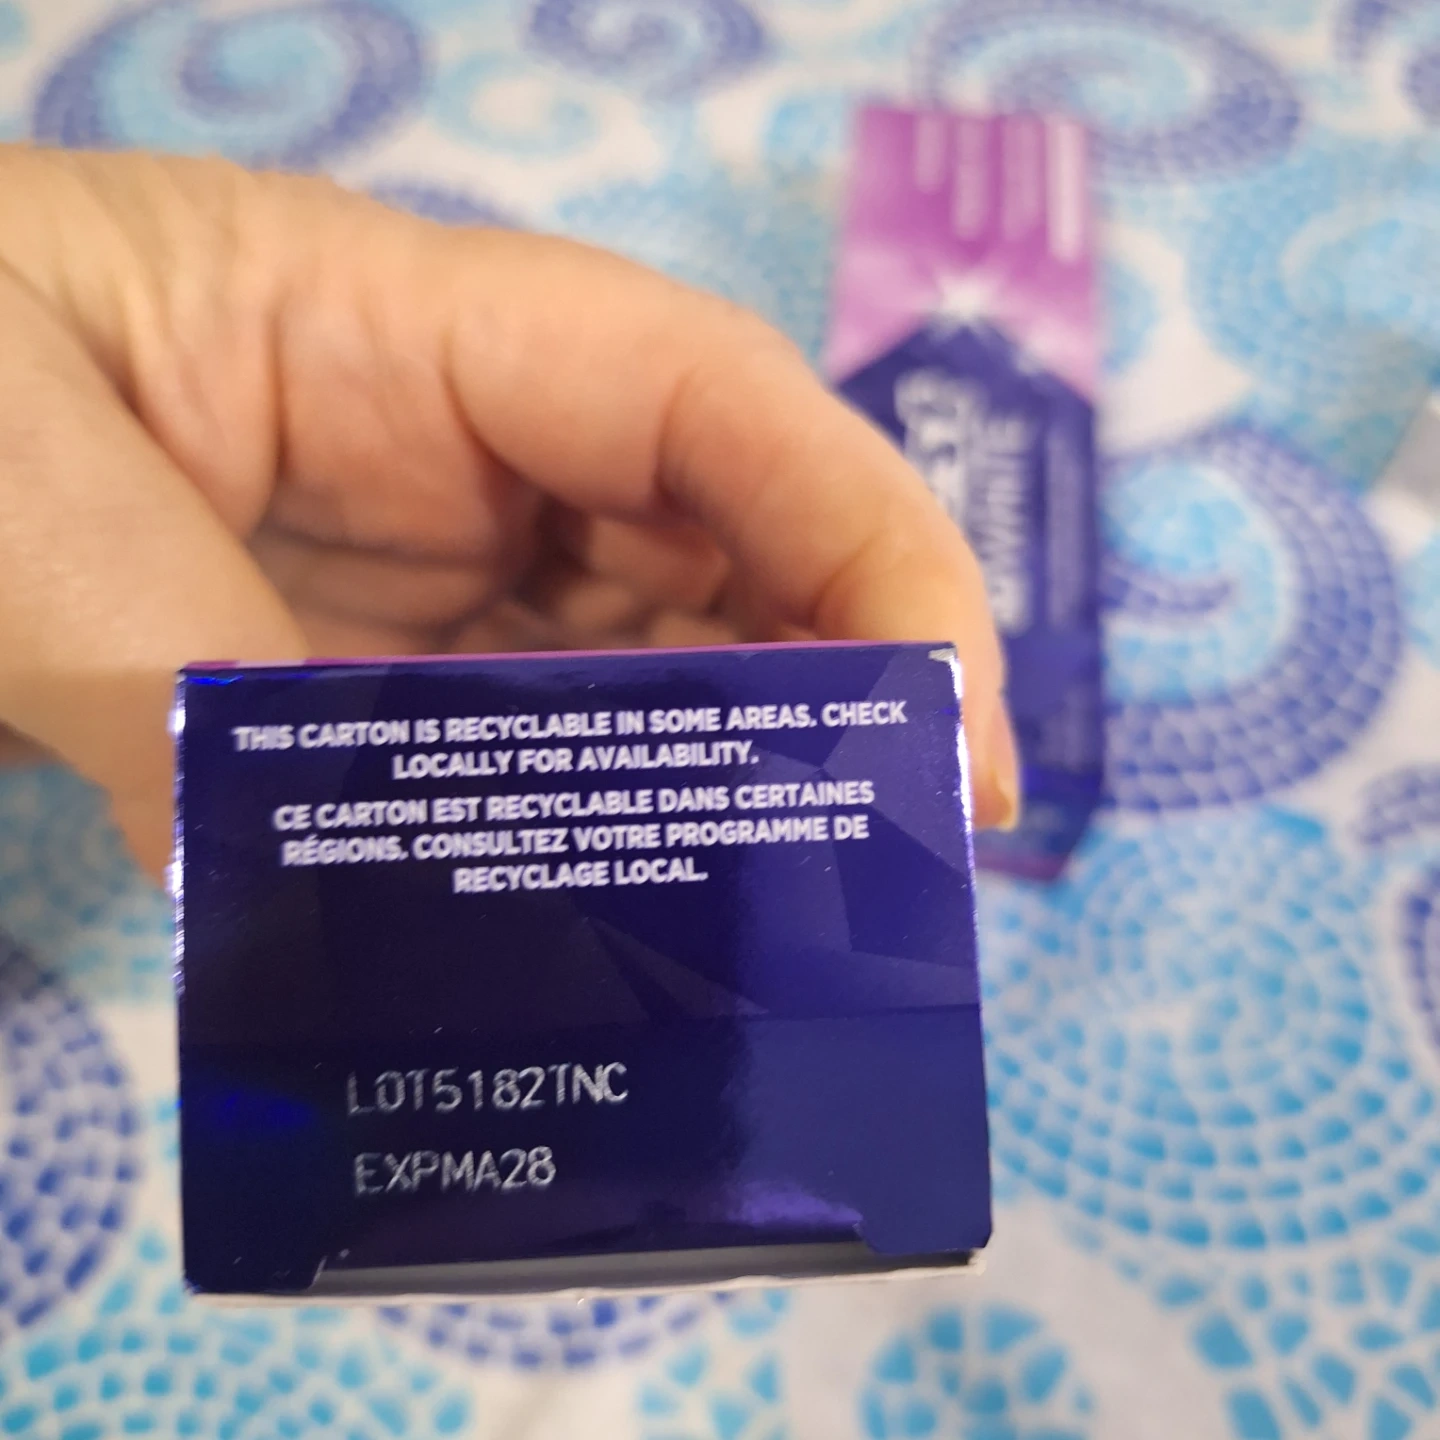 THIS CARTON IS RECYCLABLE IN SOME AREAS. CHECK
LOCALLY FOR AVAILABILITY.
CE CARTON EST RECYCLABLE DANS CERTAINES
RÉGIONS. CONSULTEZ VOTRE PROGRAMME DE
RECYCLAGE LOCAL.
LOT5182TNC
EXPMA28
WHITE